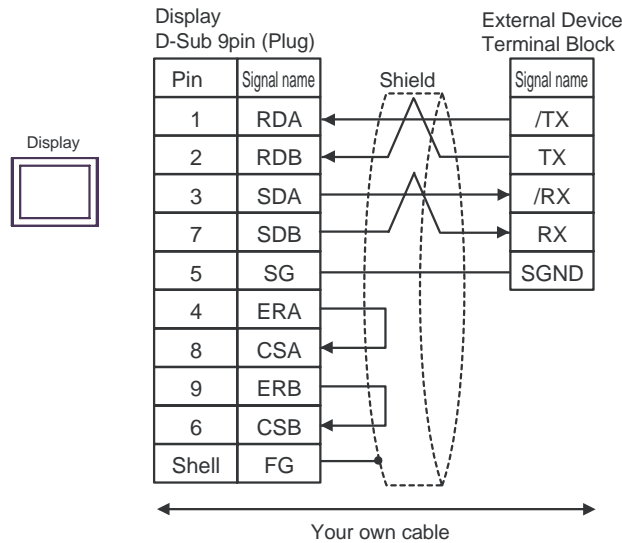 Display
D-Sub 9pin (Plug)
External Device
Terminal Block
Pin Signal name
Shield
Signal name
1 RDA /TX
2 RDB TX
Display
3 SDA /RX
7 SDB RX
5 SG SGND
4 ERA
8 CSA
9 ERB
6 CSB
Shell FG
Your own cable